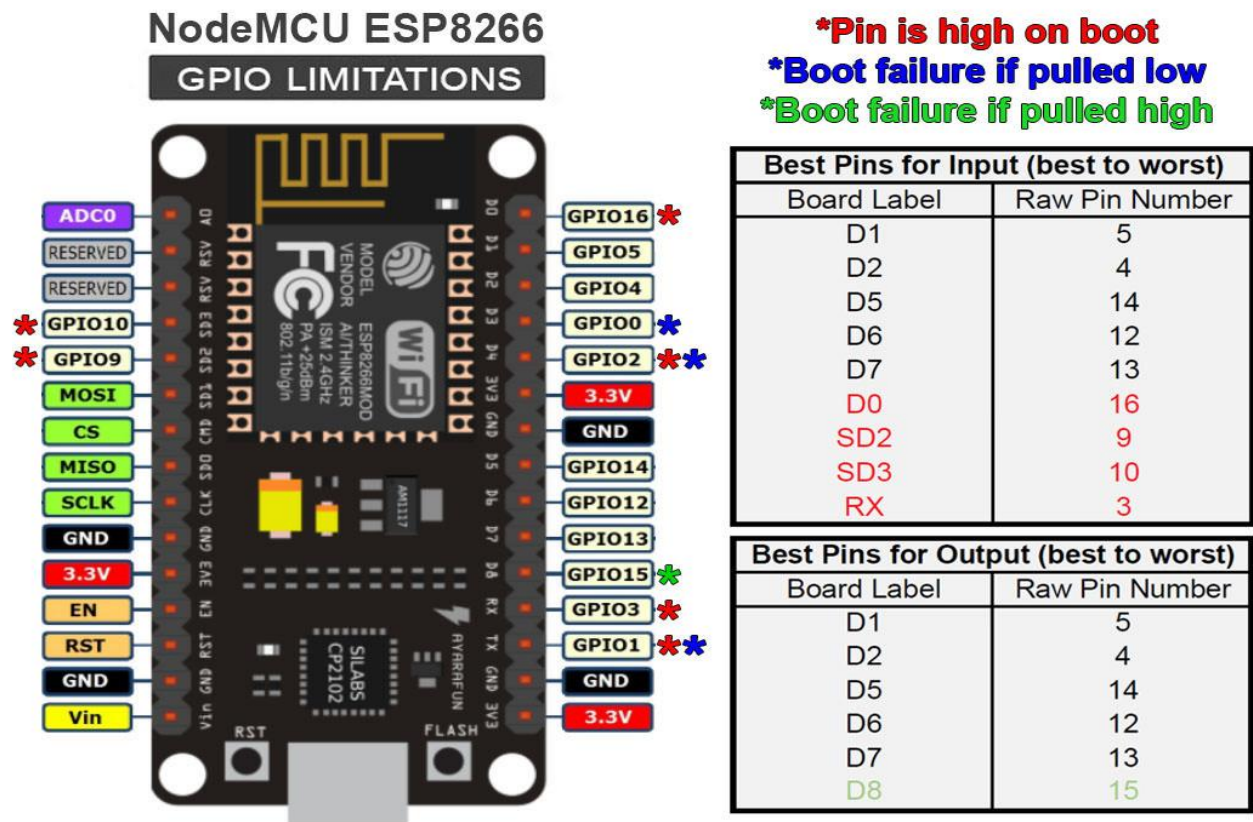 NodeMCU ESP8266
GPIO LIMITATIONS
*Pin is high on boot
*Boot failure if pulled low
*Boot failure if pulled high
ADC0
RESERVED
RESERVED
* GPIO10
* GPIO9
MOSI
CS
MISO
SCLK
GND
3.3V
EN
RST
GND
Vin
A0
RSV
RSV
SD3
SD2
SD1
CMD
SD0
CLK
GND
3V3
EN
RST
GND
Vin
FC
MODEL
VENDOR
ESP8266MOD
AI/THINKER
ISM 2.4GHz
PA +25dBm
802.11b/g/n
WiFi
AM1117
SILABS
CP2102
AYARAFUN
RST
FLASH
D0
D1
D2
D3
D4
3V3
GND
D5
D6
D7
D8
RX
TX
GND
3V3
GPIO16 *
GPIO5
GPIO4
GPIO0 *
GPIO2 **
3.3V
GND
GPIO14
GPIO12
GPIO13
GPIO15 *
GPIO3 *
GPIO1 **
GND
3.3V
Best Pins for Input (best to worst)
Board Label Raw Pin Number
D1 5
D2 4
D5 14
D6 12
D7 13
D0 16
SD2 9
SD3 10
RX 3
Best Pins for Output (best to worst)
Board Label Raw Pin Number
D1 5
D2 4
D5 14
D6 12
D7 13
D8 15